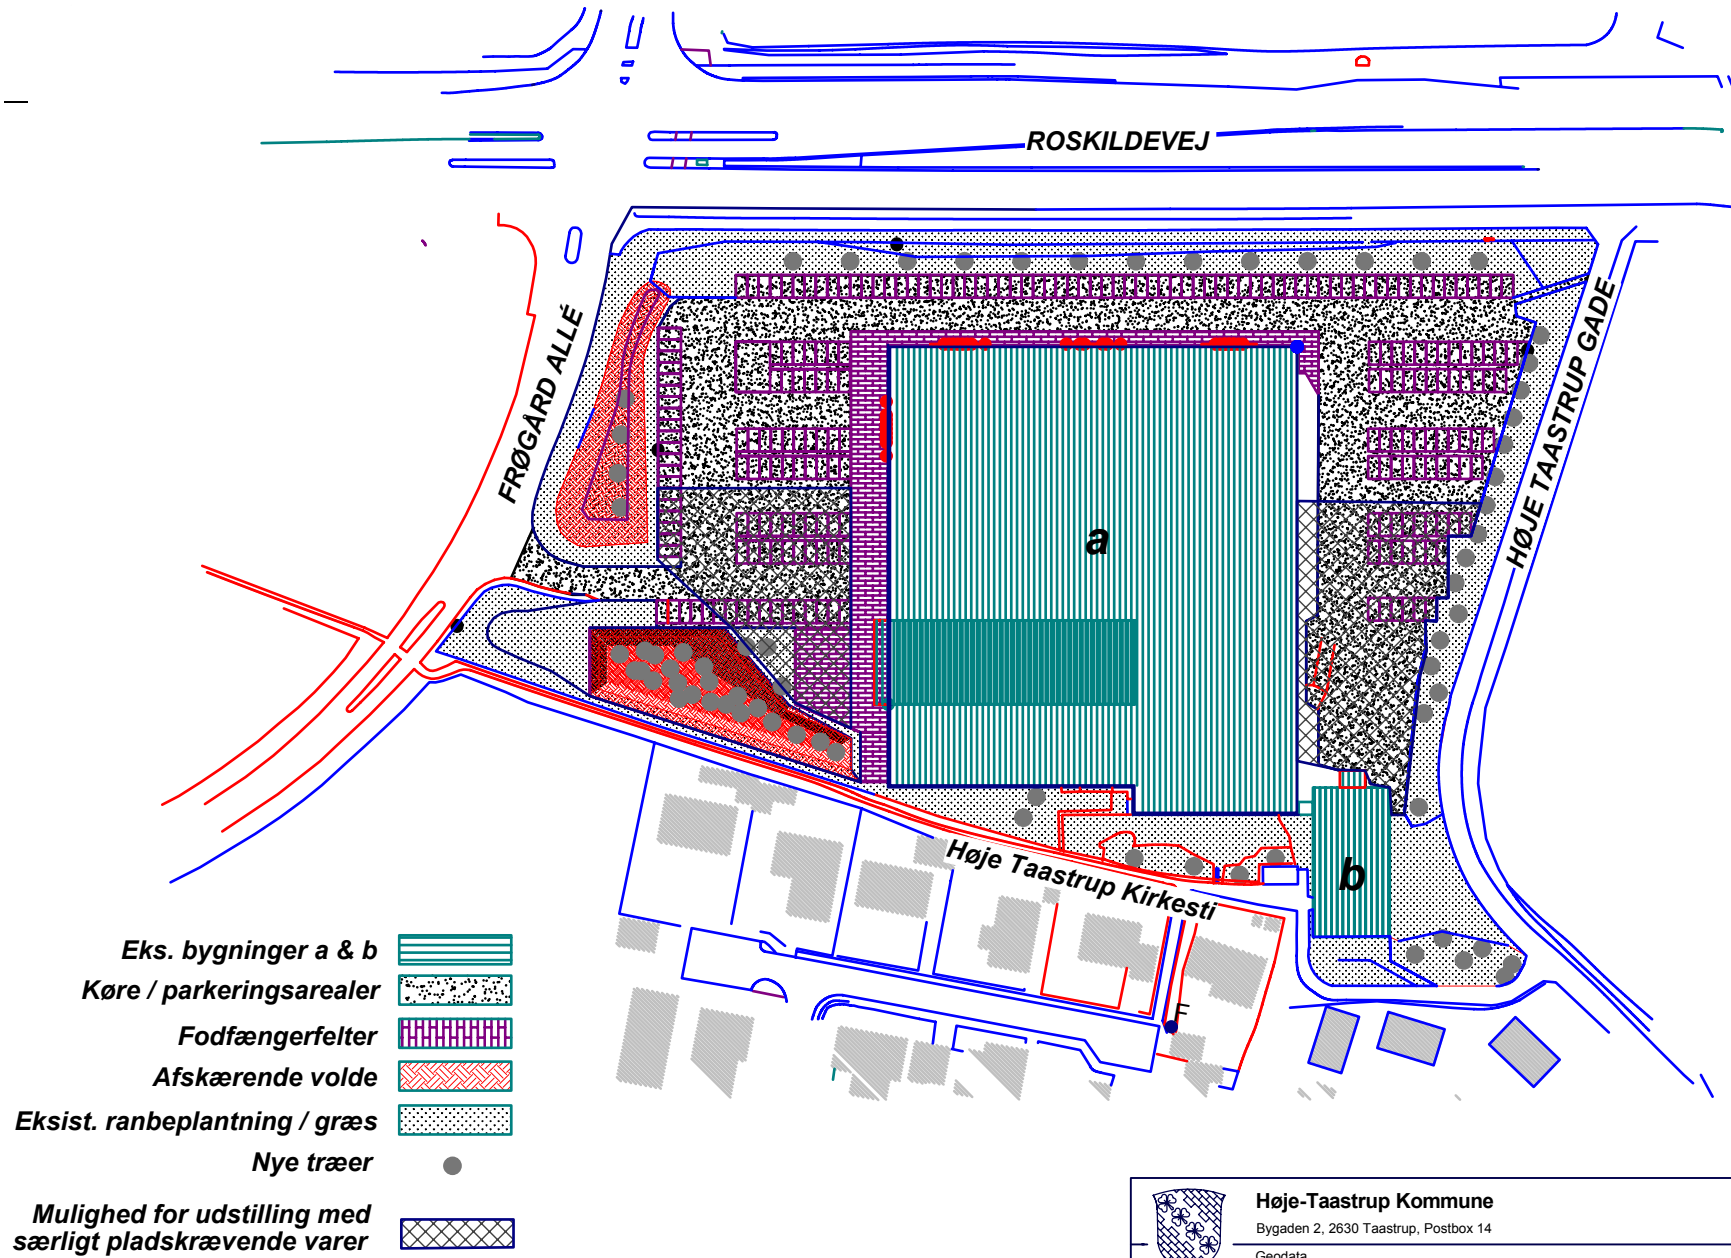 ROSKILDEVEJ
FRØGÅRD ALLÉ
HØJE TAASTRUP GADE
a
b
Høje Taastrup Kirkesti
F
Eks. bygninger a & b
Køre / parkeringsarealer
Fodfængerfelter
Afskærende volde
Eksist. ranbeplantning / græs
Nye træer
Mulighed for udstilling med
særligt pladskrævende varer
Høje-Taastrup Kommune
Bygaden 2, 2630 Taastrup, Postbox 14
Geodata